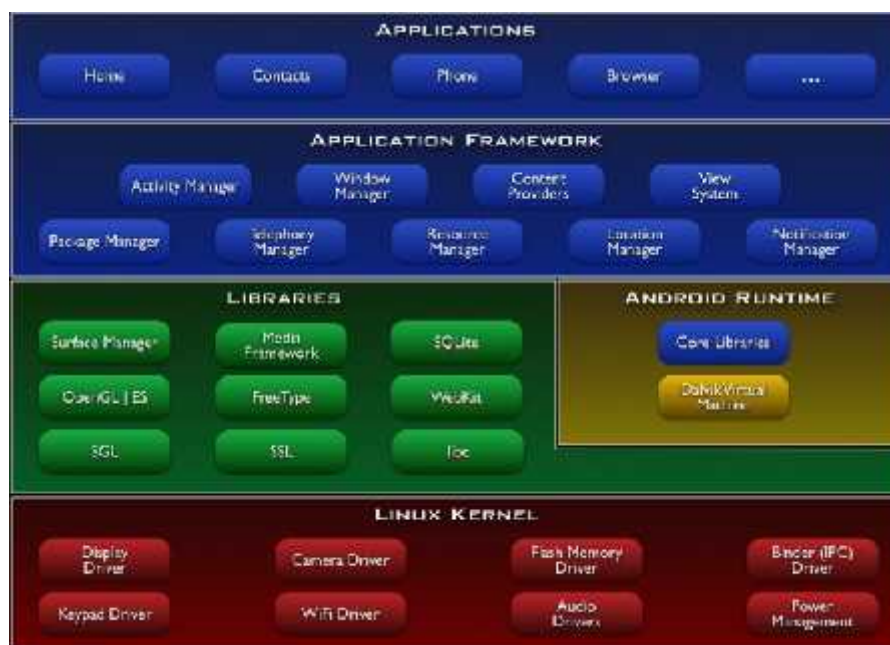 APPLICATIONS
Home Contacts Phone Browser ...
APPLICATION FRAMEWORK
Activity Manager Window Manager Content Providers View System
Package Manager Telephony Manager Resource Manager Location Manager Notification Manager
LIBRARIES
Surface Manager Media Framework SQLite
OpenGL | ES FreeType WebKit
SGL SSL libc
ANDROID RUNTIME
Core Libraries
Dalvik Virtual Machine
LINUX KERNEL
Display Driver Camera Driver Flash Memory Driver Binder (IPC) Driver
Keypad Driver WiFi Driver Audio Drivers Power Management